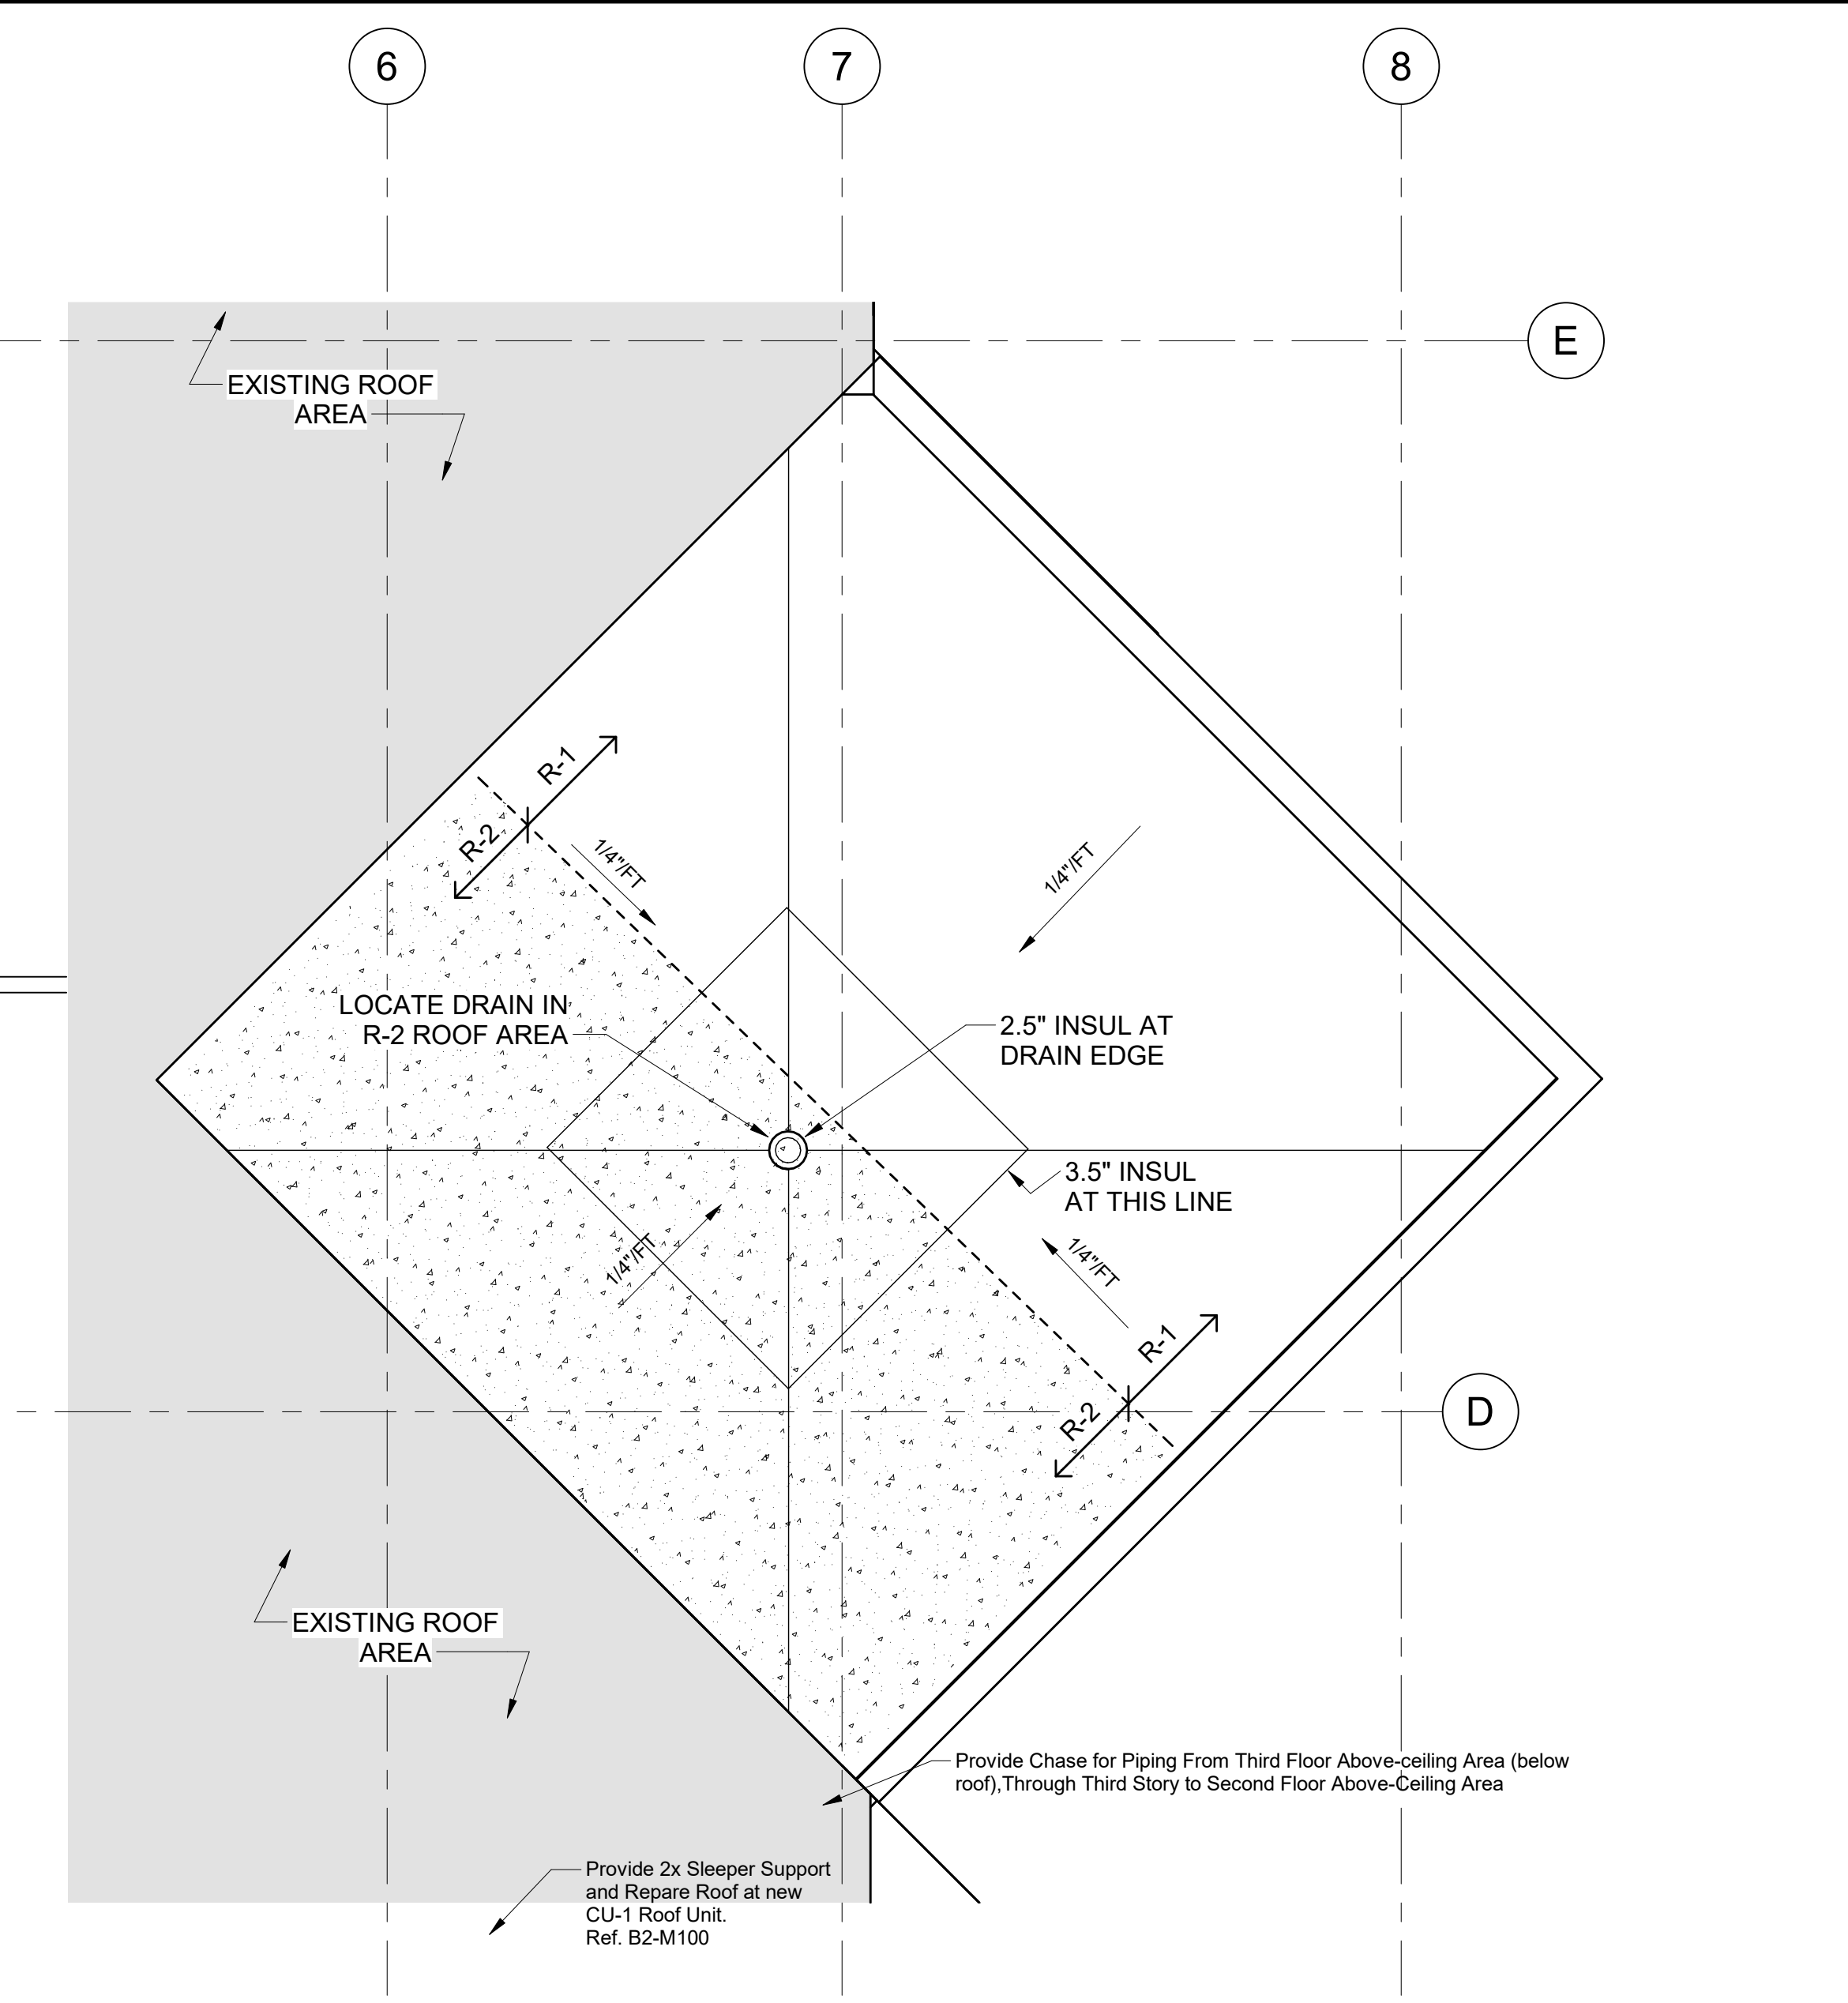 6
7
8
E
EXISTING ROOF
AREA
R-1
R-2
1/4"/FT
1/4"/FT
LOCATE DRAIN IN
R-2 ROOF AREA
2.5" INSUL AT
DRAIN EDGE
3.5" INSUL
AT THIS LINE
1/4"/FT
1/4"/FT
R-1
R-2
D
EXISTING ROOF
AREA
Provide Chase for Piping From Third Floor Above-ceiling Area (below
roof),Through Third Story to Second Floor Above-Ceiling Area
Provide 2x Sleeper Support
and Repare Roof at new
CU-1 Roof Unit.
Ref. B2-M100